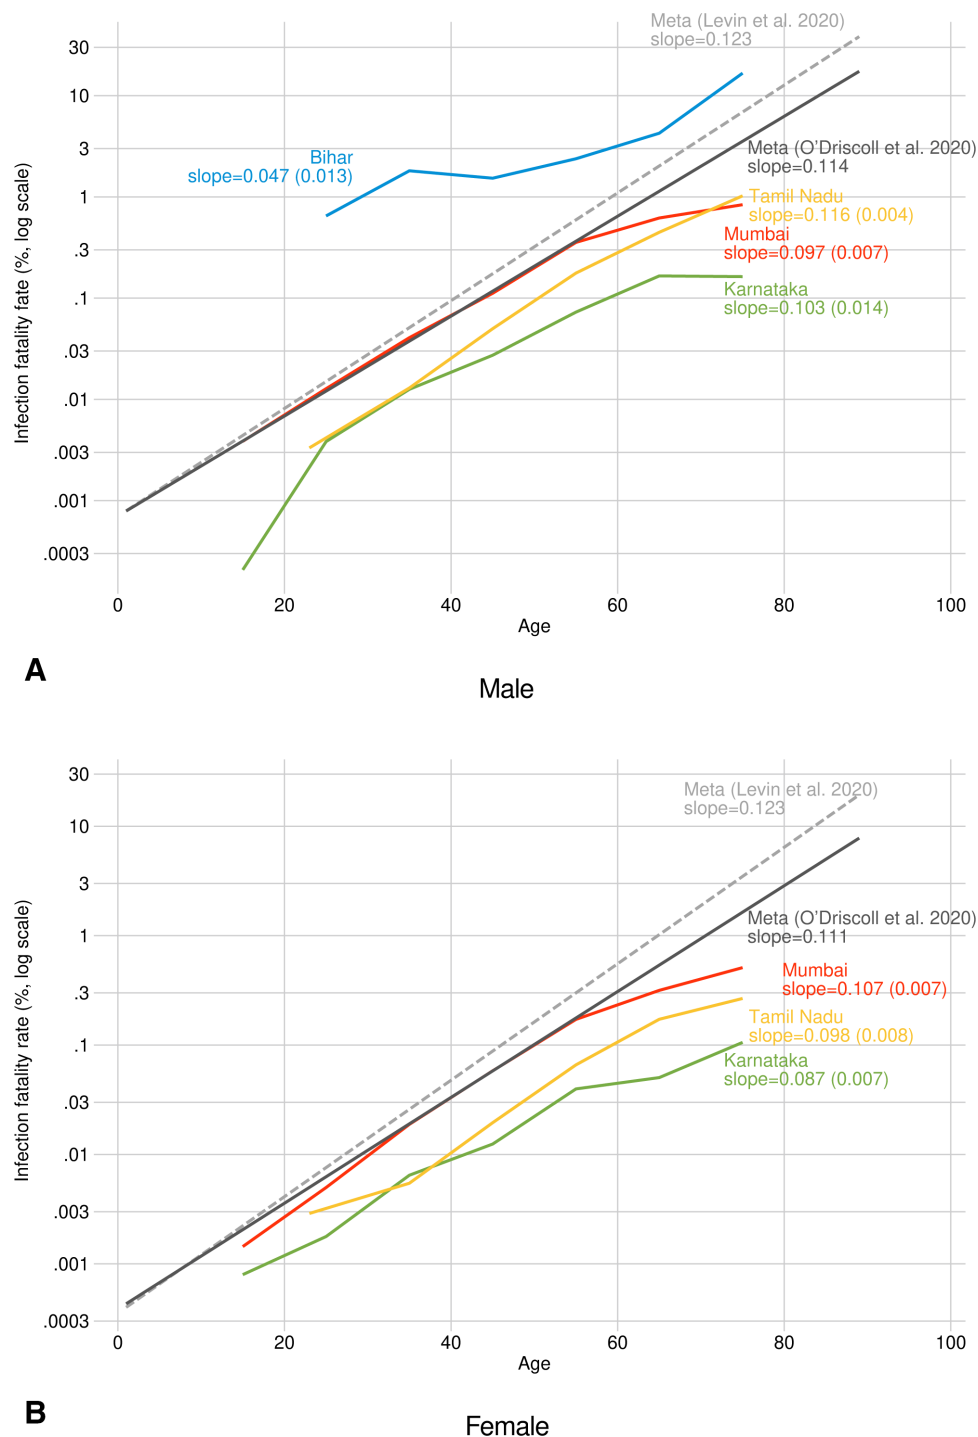 Meta (Levin et al. 2020)
slope=0.123
30
10
3
1
.3
.1
.03
.01
.003
.001
.0003
Infection fatality fate (%, log scale)
Bihar
slope=0.047 (0.013)
Meta (O'Driscoll et al. 2020)
slope=0.114
Tamil Nadu
slope=0.116 (0.004)
Mumbai
slope=0.097 (0.007)
Karnataka
slope=0.103 (0.014)
0 20 40 60 80 100
Age
A
Male
30
10
3
1
.3
.1
.03
.01
.003
.001
.0003
Infection fatality rate (%, log scale)
Meta (Levin et al. 2020)
slope=0.123
Meta (O'Driscoll et al. 2020)
slope=0.111
Mumbai
slope=0.107 (0.007)
Tamil Nadu
slope=0.098 (0.008)
Karnataka
slope=0.087 (0.007)
0 20 40 60 80 100
Age
B
Female